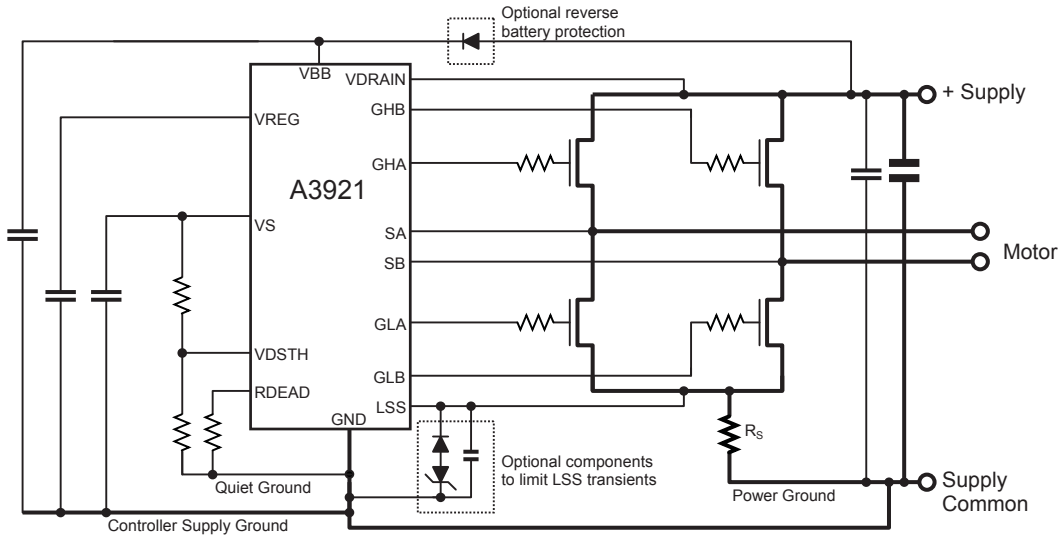 Optional reverse
battery protection
VBB
VDRAIN
+ Supply
GHB
VREG
GHA
A3921
VS
SA
SB
Motor
GLA
VDSTH
GLB
RDEAD
LSS
GND
RS
Optional components
to limit LSS transients
Quiet Ground
Power Ground
Supply
Common
Controller Supply Ground